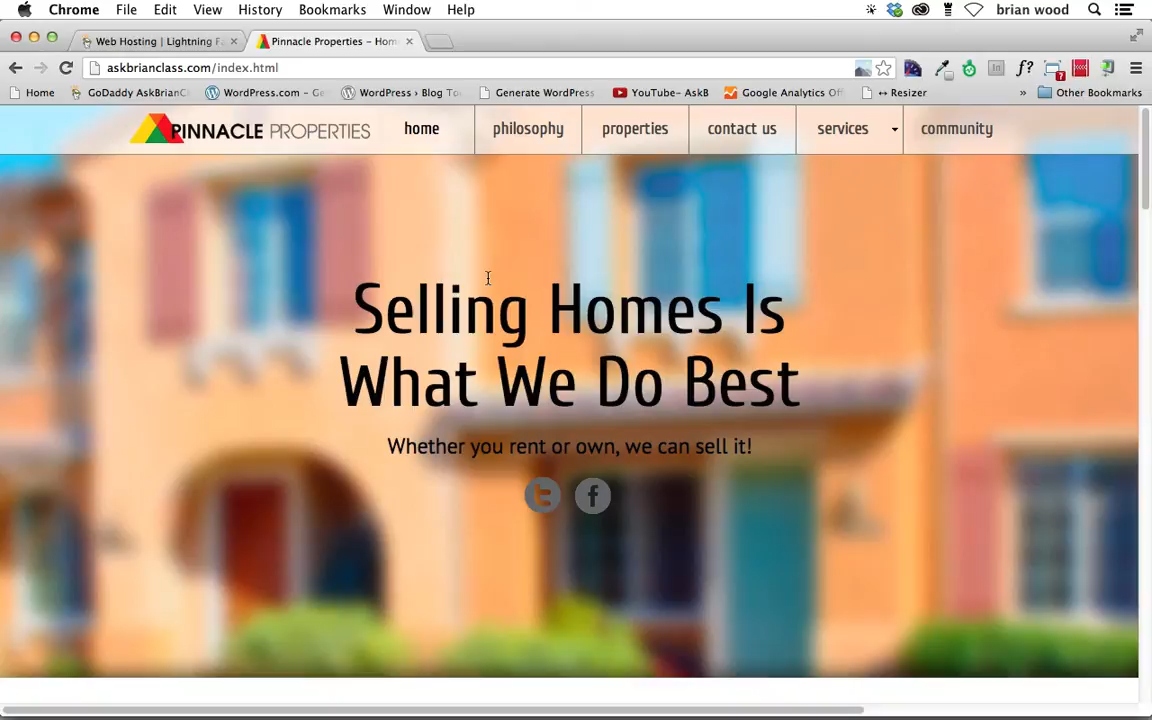 Chrome File Edit View History Bookmarks Window Help brian wood
Web Hosting | Lightning Fa
Pinnacle Properties - Hom
askbrianclass.com/index.html
Home GoDaddy AskBrianC WordPress.com - Ge WordPress › Blog To Generate WordPress YouTube- AskB Google Analytics Of ↔ Resizer » Other Bookmarks
PINNACLE PROPERTIES home philosophy properties contact us services community
Selling Homes Is
What We Do Best
Whether you rent or own, we can sell it!